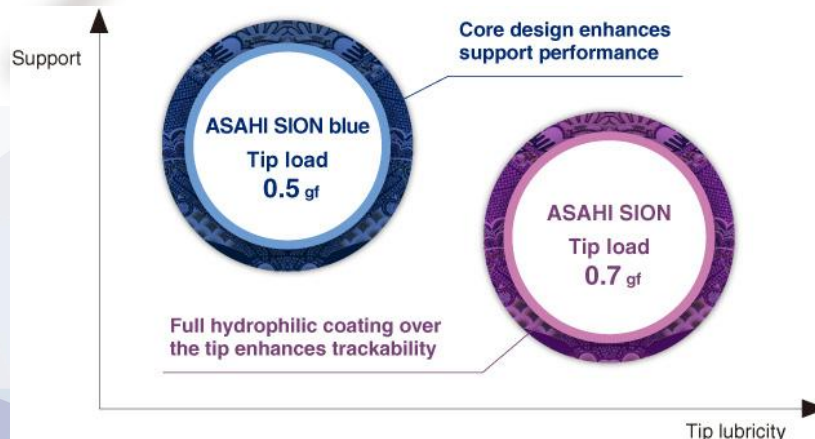 Support
Core design enhances
support performance
ASAHI SION blue
Tip load
0.5 gf
ASAHI SION
Tip load
0.7 gf
Full hydrophilic coating over
the tip enhances trackability
Tip lubricity